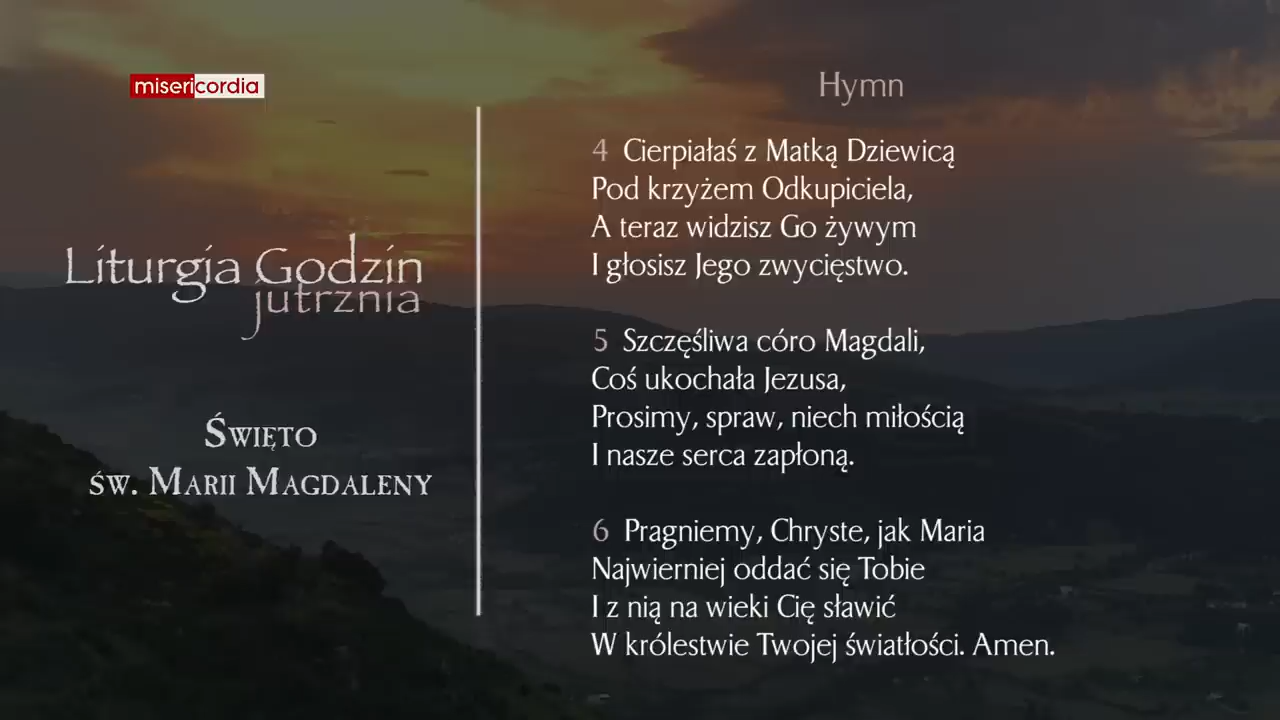 misericordia
Liturgia Godzin
jutrznia
Święto
św. Marii Magdaleny
Hymn
4 Cierpiałaś z Matką Dziewicą
Pod krzyżem Odkupiciela,
A teraz widzisz Go żywym
I głosisz Jego zwycięstwo.
5 Szczęśliwa córo Magdali,
Coś ukochała Jezusa,
Prosimy, spraw, niech miłością
I nasze serca zapłoną.
6 Pragniemy, Chryste, jak Maria
Najwierniej oddać się Tobie
I z nią na wieki Cię sławić
W królestwie Twojej światłości. Amen.